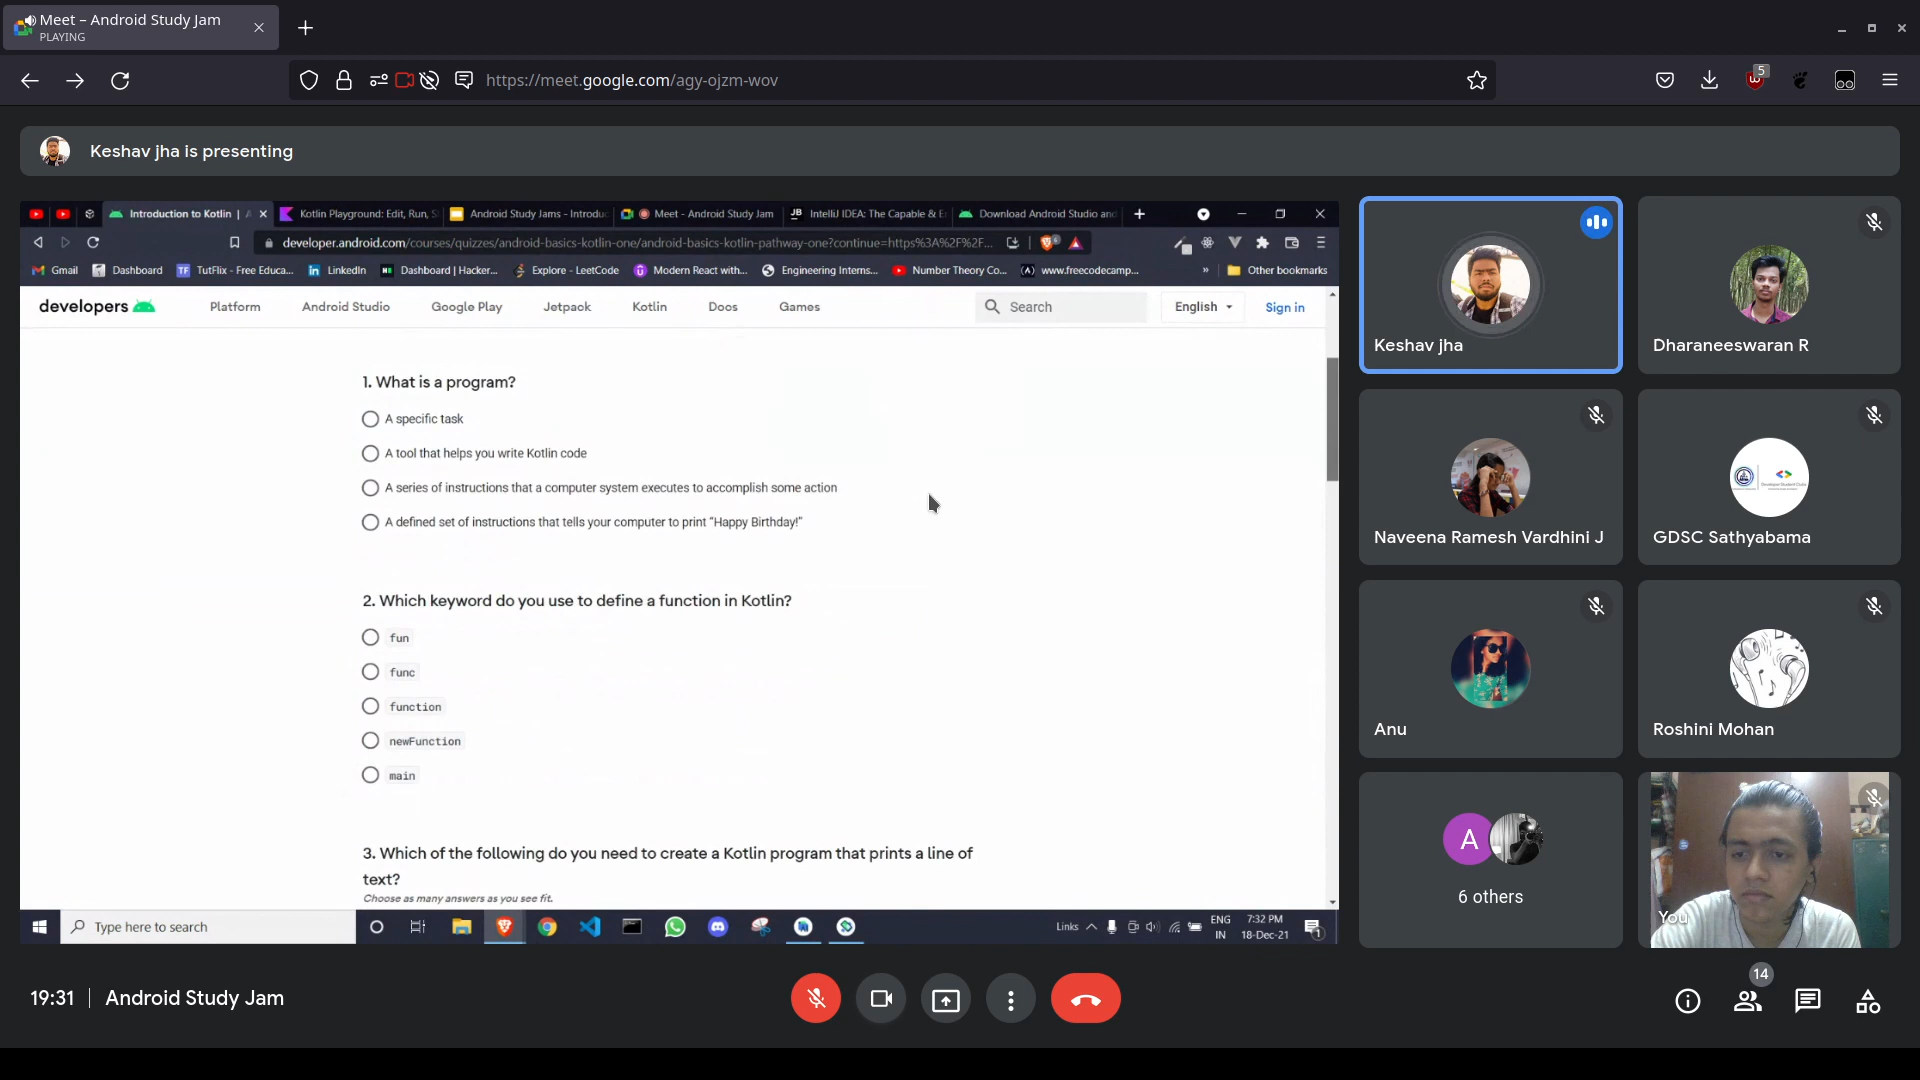 Meet – Android Study Jam
PLAYING
https://meet.google.com/agy-ojzm-wov
5
Keshav jha is presenting
Introduction to Kotlin |
Kotlin Playground: Edit, Run, S
Android Study Jams - Introdu
Meet - Android Study Jam
JB IntelliJ IDEA: The Capable & E
Download Android Studio and
developer.android.com/courses/quizzes/android-basics-kotlin-one/android-basics-kotlin-pathway-one?continue=https%3A%2F%2F...
Gmail
Dashboard
TF TutFlix - Free Educa...
LinkedIn
Dashboard | Hacker...
Explore - LeetCode
Modern React with...
Engineering Interns...
Number Theory Co...
www.freecodecamp...
»
Other bookmarks
developers
Platform
Android Studio
Google Play
Jetpack
Kotlin
Docs
Games
Search
English
Sign in
1. What is a program?
A specific task
A tool that helps you write Kotlin code
A series of instructions that a computer system executes to accomplish some action
A defined set of instructions that tells your computer to print "Happy Birthday!"
2. Which keyword do you use to define a function in Kotlin?
fun
func
function
newFunction
main
3. Which of the following do you need to create a Kotlin program that prints a line of
text?
Choose as many answers as you see fit.
Type here to search
Links
ENG
IN
7:32 PM
18-Dec-21
1
Keshav jha
Dharaneeswaran R
Naveena Ramesh Vardhini J
GDSC Sathyabama
Anu
Roshini Mohan
A
6 others
You
19:31 | Android Study Jam
14